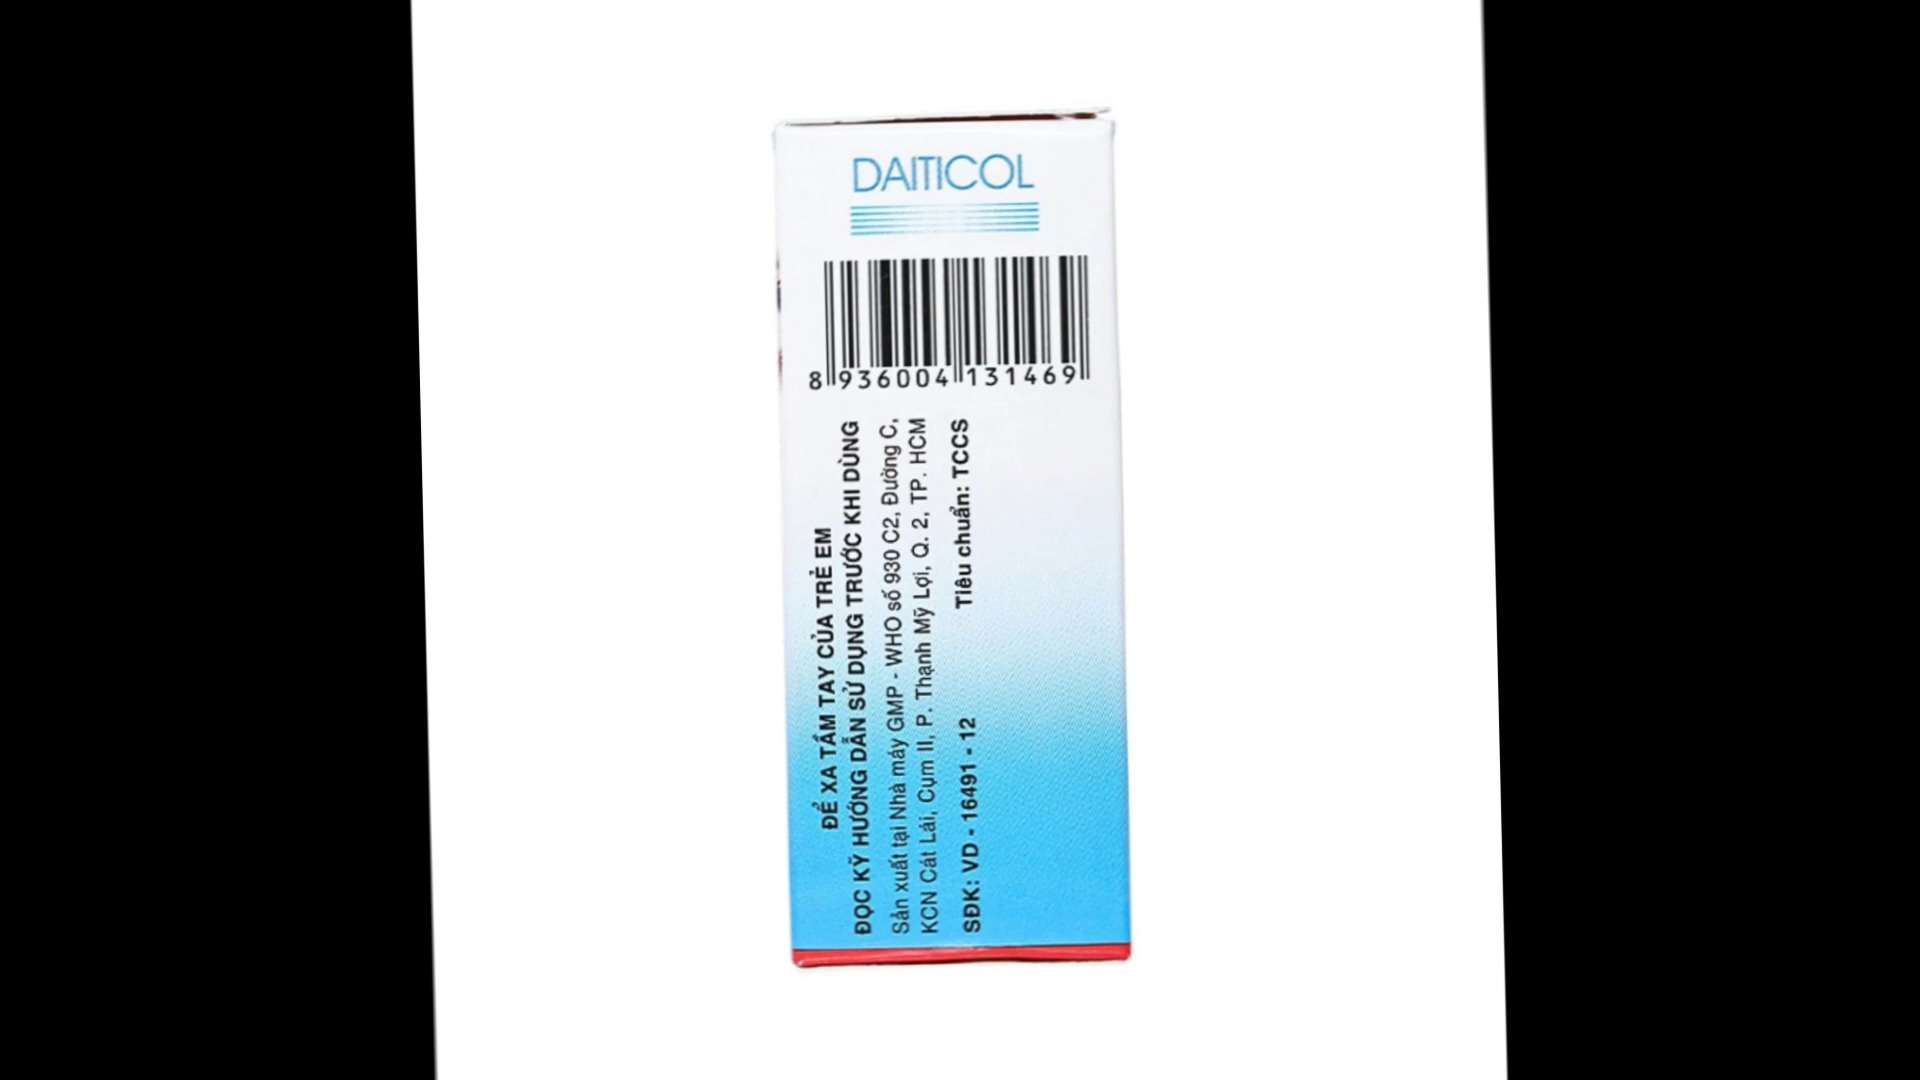 DAITICOL
8 936004 131469
ĐỂ XA TẦM TAY CỦA TRẺ EM
ĐỌC KỸ HƯỚNG DẪN SỬ DỤNG TRƯỚC KHI DÙNG
Sản xuất tại Nhà máy GMP - WHO số 930 C2, Đường C,
KCN Cát Lái, Cụm II, P. Thạnh Mỹ Lợi, Q. 2, TP. HCM
SĐK: VD - 16491 - 12 Tiêu chuẩn: TCCS